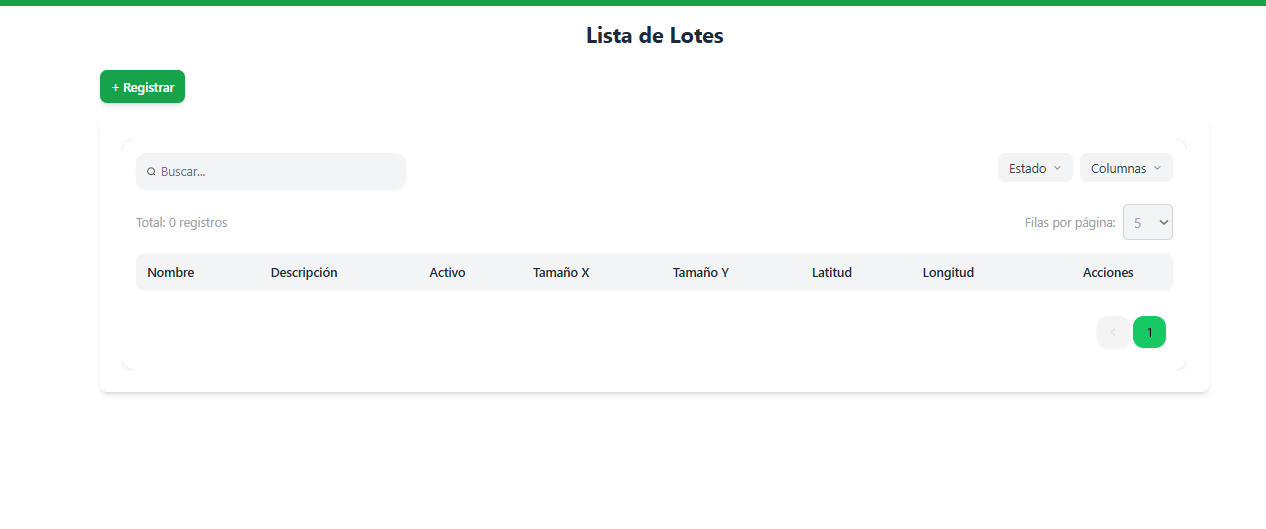 Lista de Lotes
+ Registrar
Buscar...
Estado
Columnas
Total: 0 registros
Filas por página: 5
Nombre Descripción Activo Tamaño X Tamaño Y Latitud Longitud Acciones
1